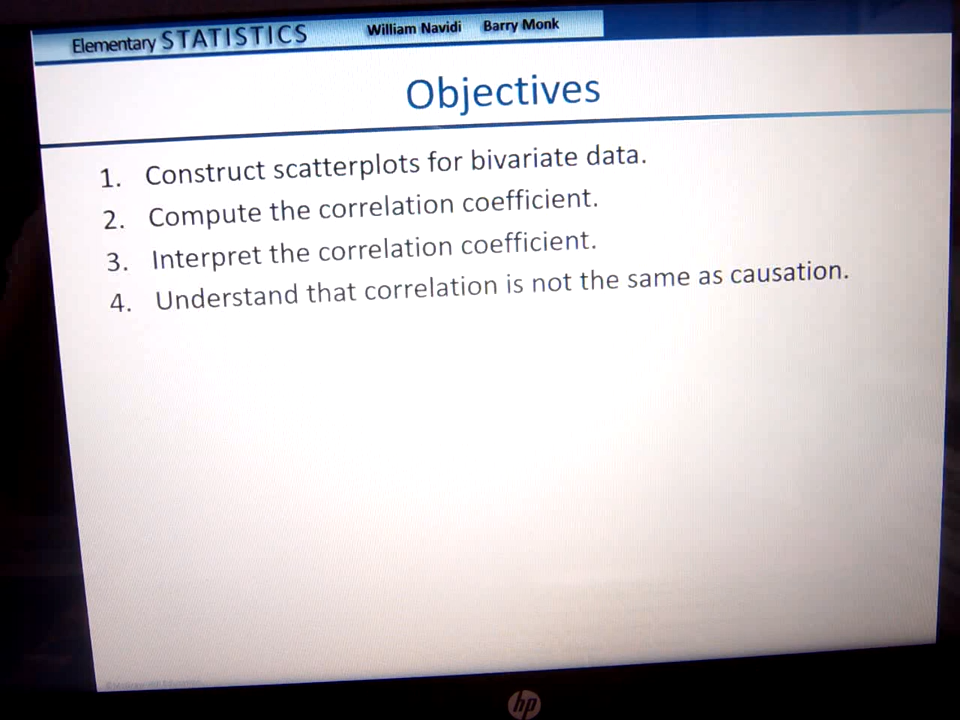 Elementary STATISTICS William Navidi Barry Monk
Objectives
1. Construct scatterplots for bivariate data.
2. Compute the correlation coefficient.
3. Interpret the correlation coefficient.
4. Understand that correlation is not the same as causation.
hp